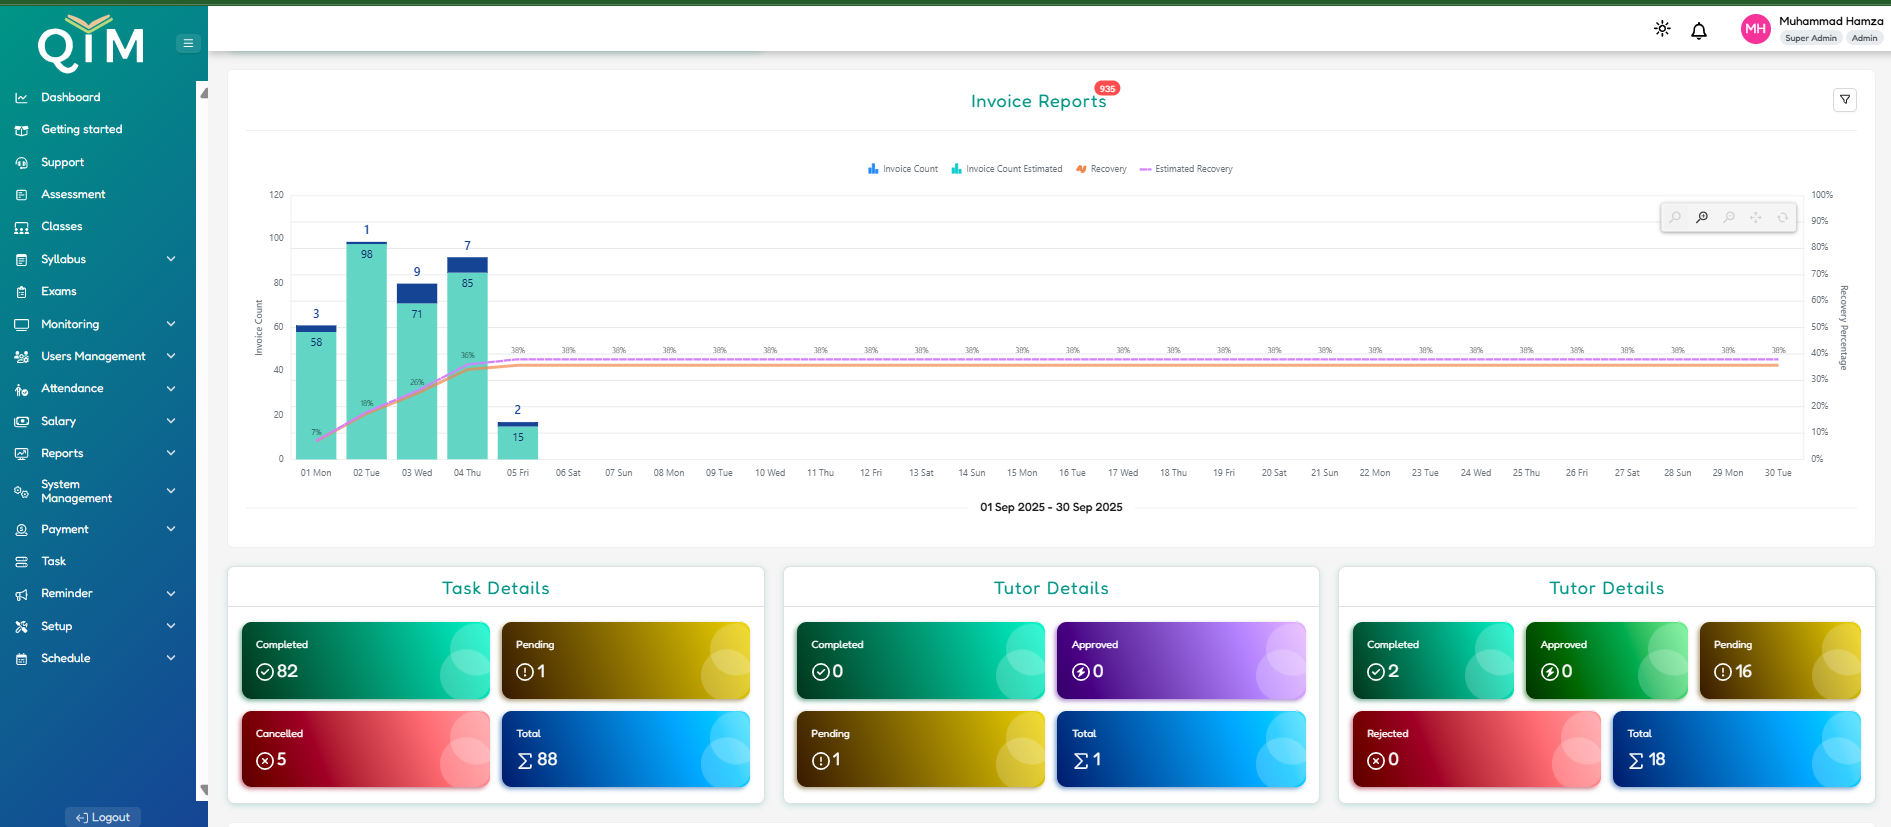 QIM
Muhammad Hamza
MH
Super Admin Admin
Dashboard
Getting started
Support
Assessment
Classes
Syllabus
Exams
Monitoring
Users Management
Attendance
Salary
Reports
System
Management
Payment
Task
Reminder
Setup
Schedule
Logout
Invoice Reports 935
Invoice Count Invoice Count Estimated Recovery Estimated Recovery
Invoice Count
120
100
80
60
40
20
0
3
58
1
98
9
71
7
85
2
15
7% 18% 26% 36% 38% 38% 38% 38% 38% 38% 38% 38% 38% 38% 38% 38% 38% 38% 38% 38% 38% 38% 38% 38% 38% 38% 38% 38% 38% 38%
100%
90%
80%
70%
60%
50%
40%
30%
20%
10%
0%
Recovery Percentage
01 Mon 02 Tue 03 Wed 04 Thu 05 Fri 06 Sat 07 Sun 08 Mon 09 Tue 10 Wed 11 Thu 12 Fri 13 Sat 14 Sun 15 Mon 16 Tue 17 Wed 18 Thu 19 Fri 20 Sat 21 Sun 22 Mon 23 Tue 24 Wed 25 Thu 26 Fri 27 Sat 28 Sun 29 Mon 30 Tue
01 Sep 2025 - 30 Sep 2025
Task Details
Completed
82
Pending
1
Cancelled
5
Total
88
Tutor Details
Completed
0
Approved
0
Pending
1
Total
1
Tutor Details
Completed
2
Approved
0
Pending
16
Rejected
0
Total
18